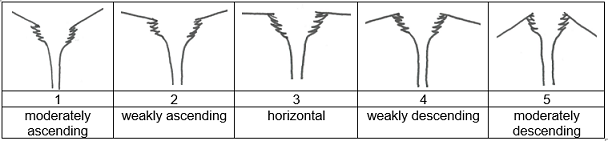 1 2 3 4 5
moderately ascending weakly ascending horizontal weakly descending moderately descending